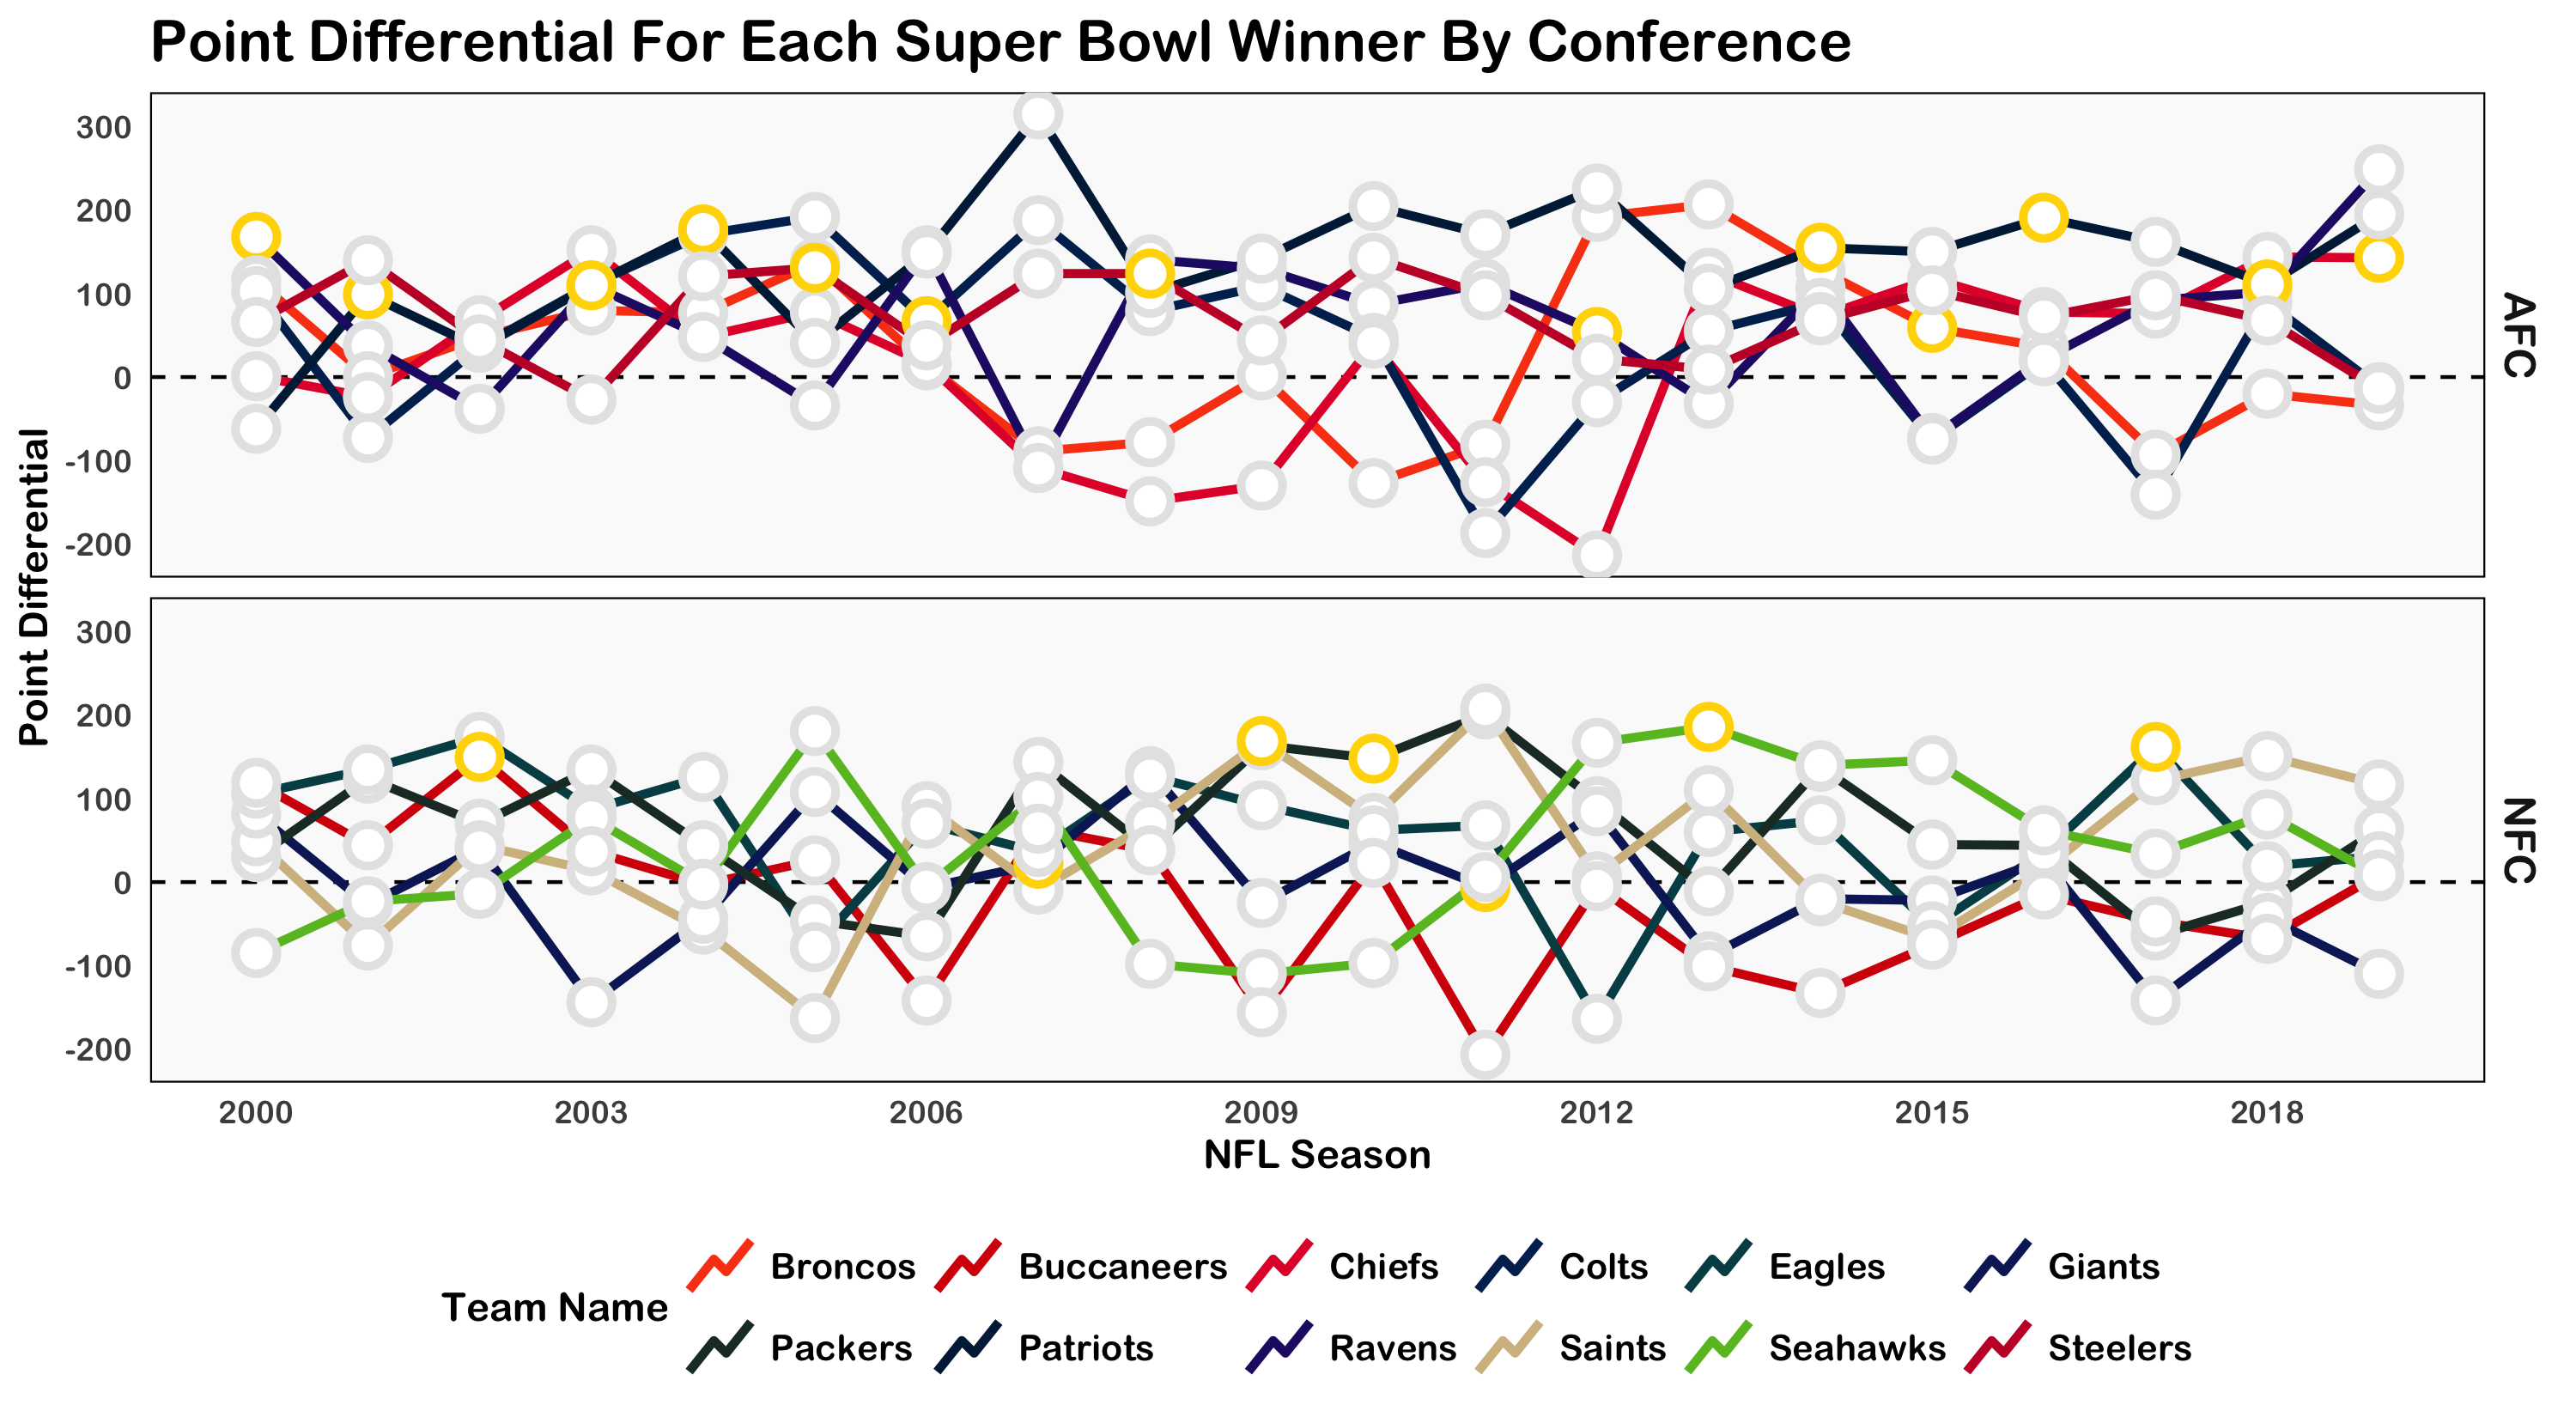 Point Differential For Each Super Bowl Winner By Conference
Point Differential
300
200
100
0
-100
-200
AFC
300
200
100
0
-100
-200
NFC
2000 2003 2006 2009 2012 2015 2018
NFL Season
Team Name
Broncos Buccaneers Chiefs Colts Eagles Giants
Packers Patriots Ravens Saints Seahawks Steelers